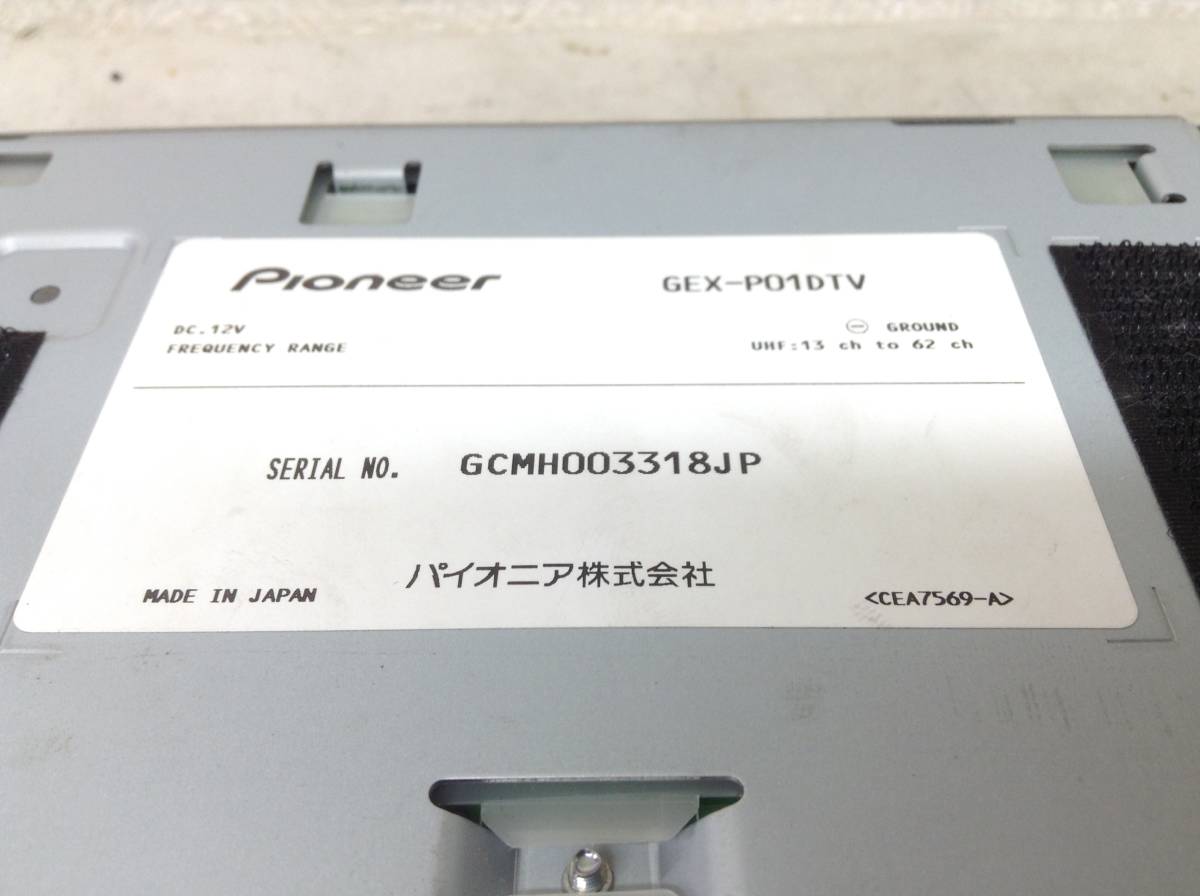 Pioneer GEX-P01DTV
DC.12V ⊖ GROUND
FREQUENCY RANGE UHF:13 ch to 62 ch
SERIAL NO. GCMH003318JP
パイオニア株式会社
MADE IN JAPAN <CEA7569-A>